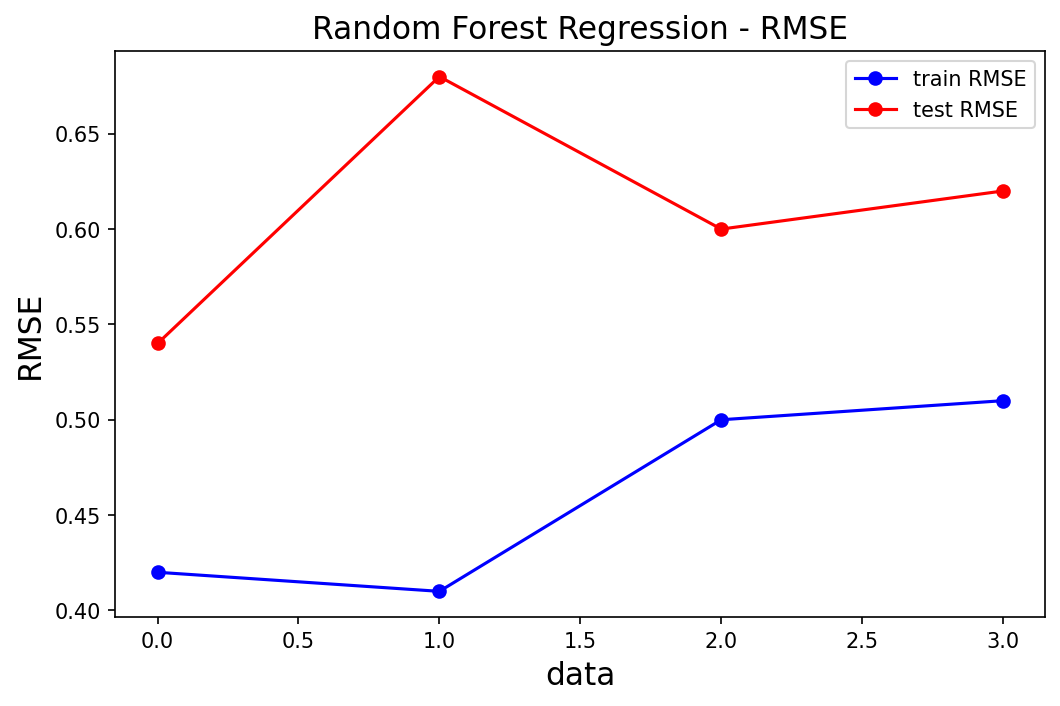 Random Forest Regression - RMSE
train RMSE
test RMSE
RMSE
0.65
0.60
0.55
0.50
0.45
0.40
0.0 0.5 1.0 1.5 2.0 2.5 3.0
data